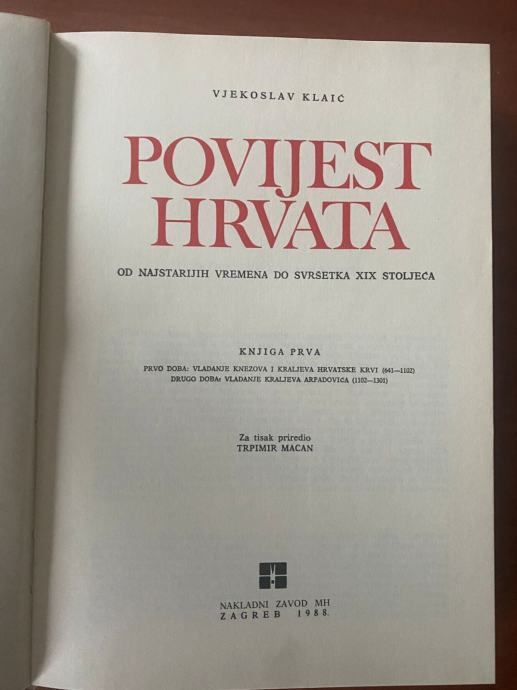 VJEKOSLAV KLAIĆ
POVIJEST
HRVATA
OD NAJSTARIJIH VREMENA DO SVRŠETKA XIX STOLJEĆA
KNJIGA PRVA
PRVO DOBA: VLADANJE KNEZOVA I KRALJEVA HRVATSKE KRVI (641—1102)
DRUGO DOBA: VLADANJE KRALJEVA ARPADOVIĆA (1102—1301)
Za tisak priredio
TRPIMIR MACAN
NAKLADNI ZAVOD MH
ZAGREB 1988.